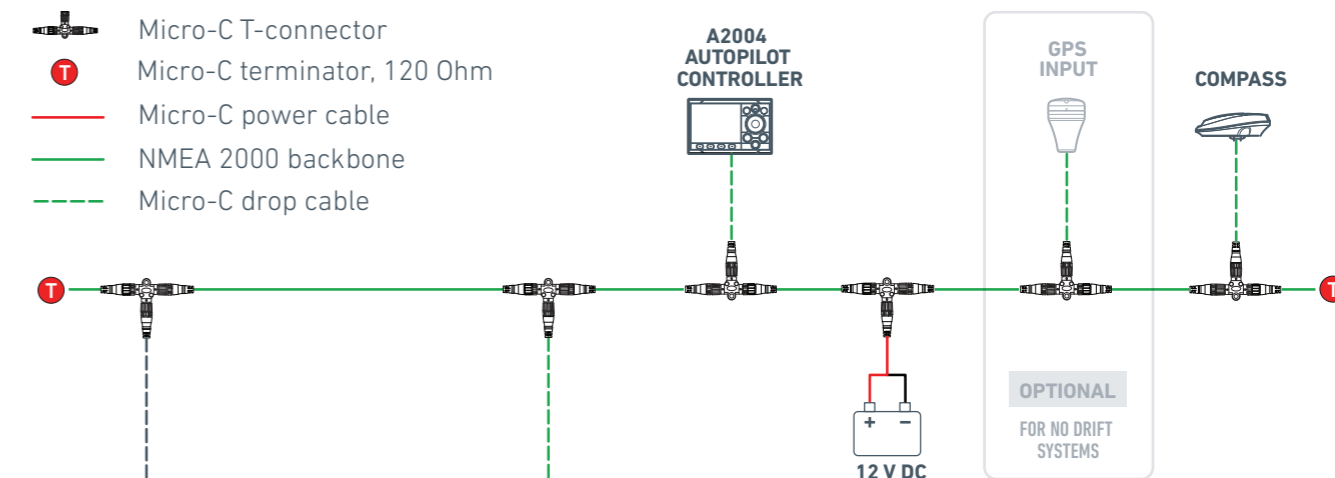 Micro-C T-connector
T Micro-C terminator, 120 Ohm
Micro-C power cable
NMEA 2000 backbone
Micro-C drop cable
A2004
AUTOPILOT
CONTROLLER
GPS
INPUT
COMPASS
T
T
+ −
12 V DC
OPTIONAL
FOR NO DRIFT
SYSTEMS